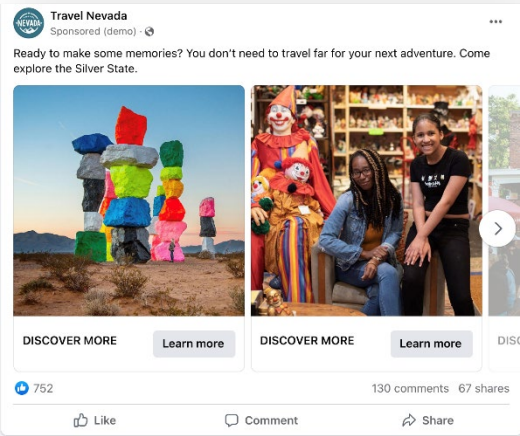 NEVADA
Travel Nevada
Sponsored (demo) ·
Ready to make some memories? You don't need to travel far for your next adventure. Come
explore the Silver State.
DISCOVER MORE
Learn more
DISCOVER MORE
Learn more
DISC
752
130 comments 67 shares
Like
Comment
Share